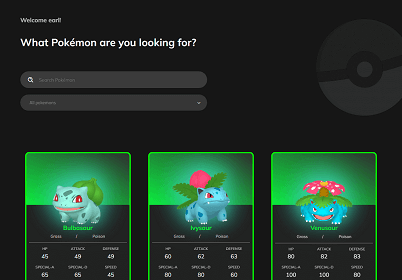 Welcome earl!
What Pokémon are you looking for?
Search Pokémon
All pokemons
Bulbasaur
Grass / Poison
HP ATTACK DEFENSE
45 49 49
SPECIAL-A SPECIAL-D SPEED
65 65 45
Ivysaur
Grass / Poison
HP ATTACK DEFENSE
60 62 63
SPECIAL-A SPECIAL-D SPEED
80 80 60
Venusaur
Grass / Poison
HP ATTACK DEFENSE
80 82 83
SPECIAL-A SPECIAL-D SPEED
100 100 80